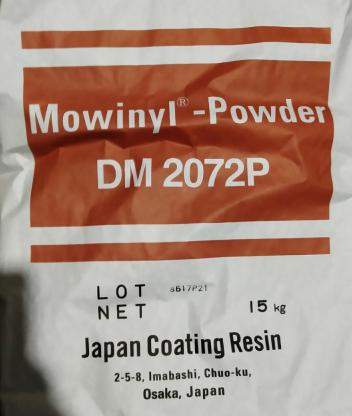 Mowinyl® -Powder
DM 2072P
LOT a617P21
NET 15 kg
Japan Coating Resin
2-5-8, Imabashi, Chuo-ku,
Osaka, Japan